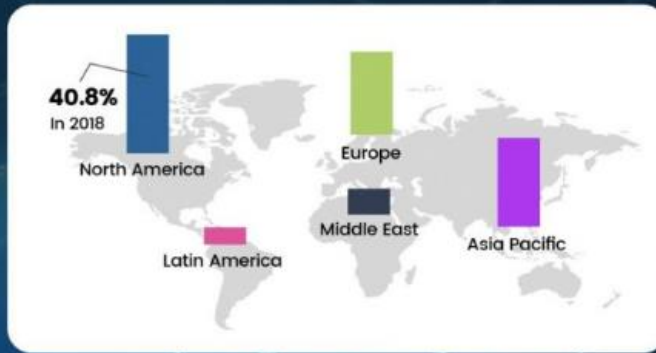 40.8%
In 2018
North America
Europe
Middle East
Latin America
Asia Pacific